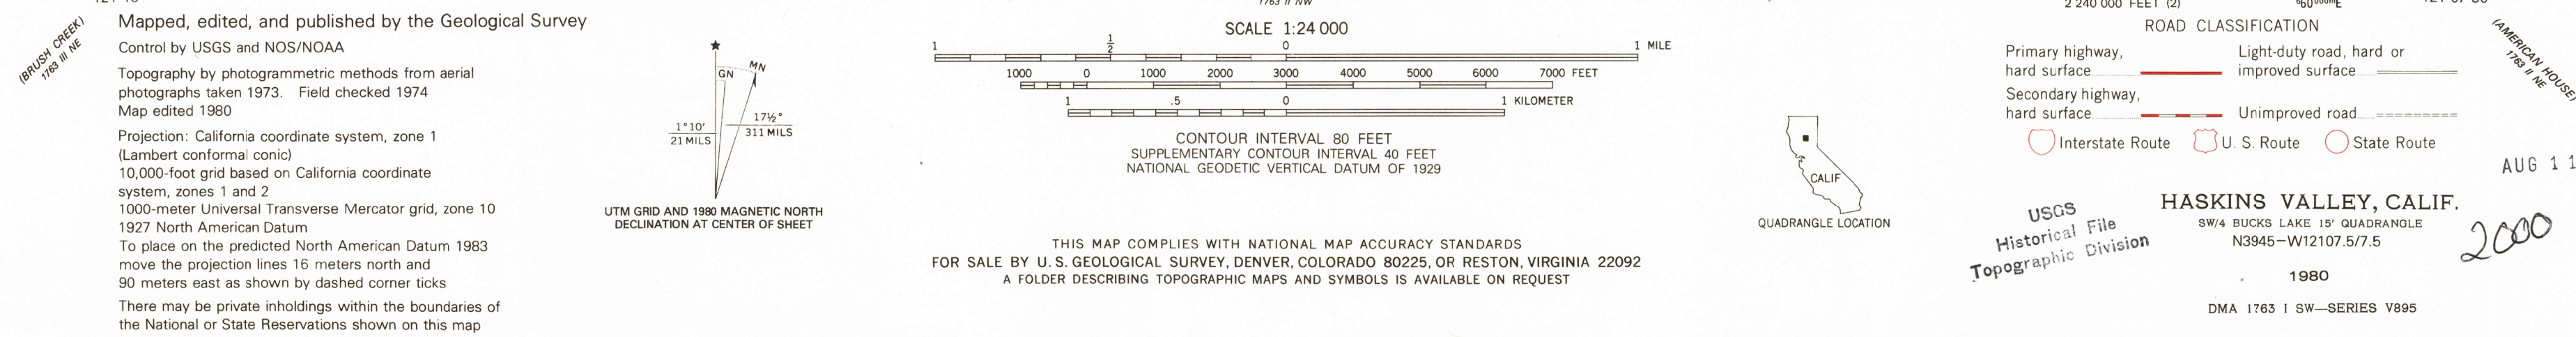 (BRUSH CREEK)
1763 III NE
Mapped, edited, and published by the Geological Survey
Control by USGS and NOS/NOAA
Topography by photogrammetric methods from aerial
photographs taken 1973. Field checked 1974
Map edited 1980
Projection: California coordinate system, zone 1
(Lambert conformal conic)
10,000-foot grid based on California coordinate
system, zones 1 and 2
1000-meter Universal Transverse Mercator grid, zone 10
1927 North American Datum
To place on the predicted North American Datum 1983
move the projection lines 16 meters north and
90 meters east as shown by dashed corner ticks
There may be private inholdings within the boundaries of
the National or State Reservations shown on this map
★
GN
MN
1°10′
21 MILS
17½°
311 MILS
UTM GRID AND 1980 MAGNETIC NORTH
DECLINATION AT CENTER OF SHEET
1763 II NW
SCALE 1:24 000
1 ½ 0 1 MILE
1000 0 1000 2000 3000 4000 5000 6000 7000 FEET
1 .5 0 1 KILOMETER
CONTOUR INTERVAL 80 FEET
SUPPLEMENTARY CONTOUR INTERVAL 40 FEET
NATIONAL GEODETIC VERTICAL DATUM OF 1929
THIS MAP COMPLIES WITH NATIONAL MAP ACCURACY STANDARDS
FOR SALE BY U. S. GEOLOGICAL SURVEY, DENVER, COLORADO 80225, OR RESTON, VIRGINIA 22092
A FOLDER DESCRIBING TOPOGRAPHIC MAPS AND SYMBOLS IS AVAILABLE ON REQUEST
CALIF
QUADRANGLE LOCATION
2 240 000 FEET (2)
ROAD CLASSIFICATION
Primary highway,
hard surface
Light-duty road, hard or
improved surface
Secondary highway,
hard surface
Unimproved road
Interstate Route U. S. Route State Route
(AMERICAN HOUSE)
1763 II NE
AUG 11
USGS
Historical File
Topographic Division
HASKINS VALLEY, CALIF.
SW/4 BUCKS LAKE 15′ QUADRANGLE
N3945—W12107.5/7.5
2000
1980
DMA 1763 I SW—SERIES V895